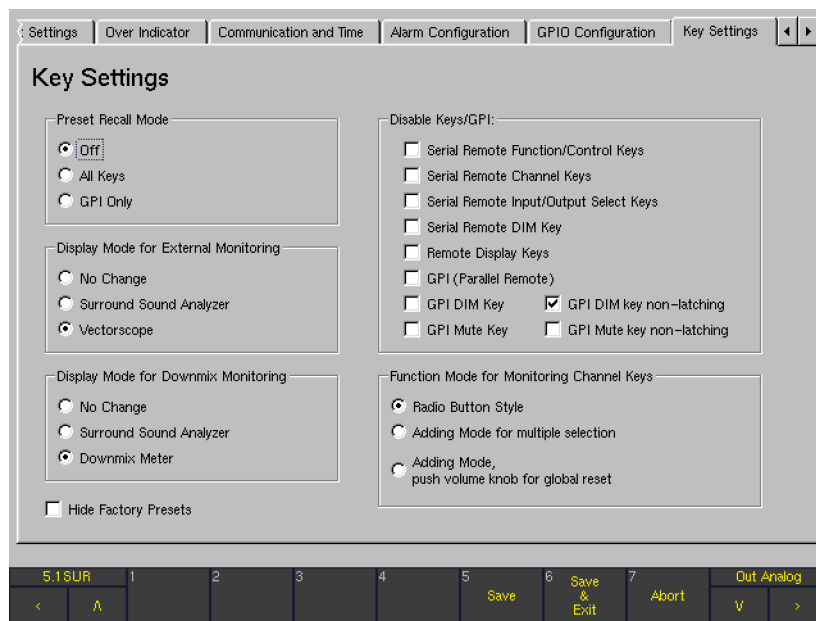 : Settings
Over Indicator
Communication and Time
Alarm Configuration
GPIO Configuration
Key Settings
Key Settings
Preset Recall Mode
Off
All Keys
GPI Only
Display Mode for External Monitoring
No Change
Surround Sound Analyzer
Vectorscope
Display Mode for Downmix Monitoring
No Change
Surround Sound Analyzer
Downmix Meter
Hide Factory Presets
Disable Keys/GPI:
Serial Remote Function/Control Keys
Serial Remote Channel Keys
Serial Remote Input/Output Select Keys
Serial Remote DIM Key
Remote Display Keys
GPI (Parallel Remote)
GPI DIM Key
GPI DIM key non-latching
GPI Mute Key
GPI Mute key non-latching
Function Mode for Monitoring Channel Keys
Radio Button Style
Adding Mode for multiple selection
Adding Mode,
push volume knob for global reset
5.1SUR
< Λ
1
2
3
4
5
Save
6
Save
&
Exit
7
Abort
Out Analog
V >